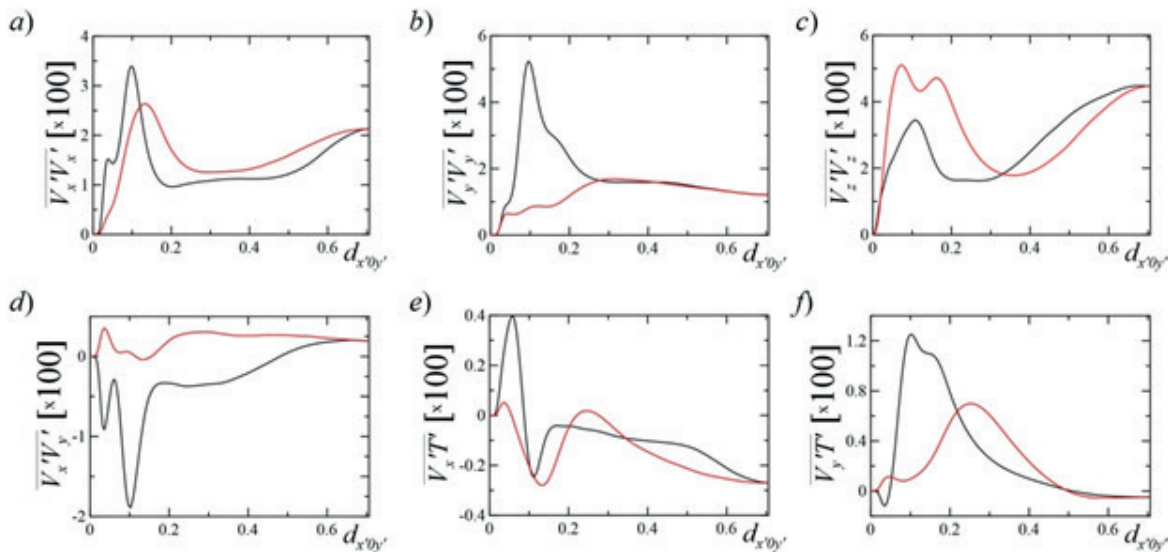 a)
b)
c)
4
3
2
1
0
V_x'V_x' [×100]
0 0.2 0.4 0.6
d_x'0y'
6
4
2
0
V_y'V_y' [×100]
0 0.2 0.4 0.6
d_x'0y'
6
4
2
0
V_z'V_z' [×100]
0 0.2 0.4 0.6
d_x'0y'
d)
e)
f)
0
-1
-2
V_x'V_y' [×100]
0 0.2 0.4 0.6
d_x'0y'
0.4
0.2
0
-0.2
-0.4
V_x'T' [×100]
0 0.2 0.4 0.6
d_x'0y'
1.2
0.8
0.4
0
V_y'T' [×100]
0 0.2 0.4 0.6
d_x'0y'